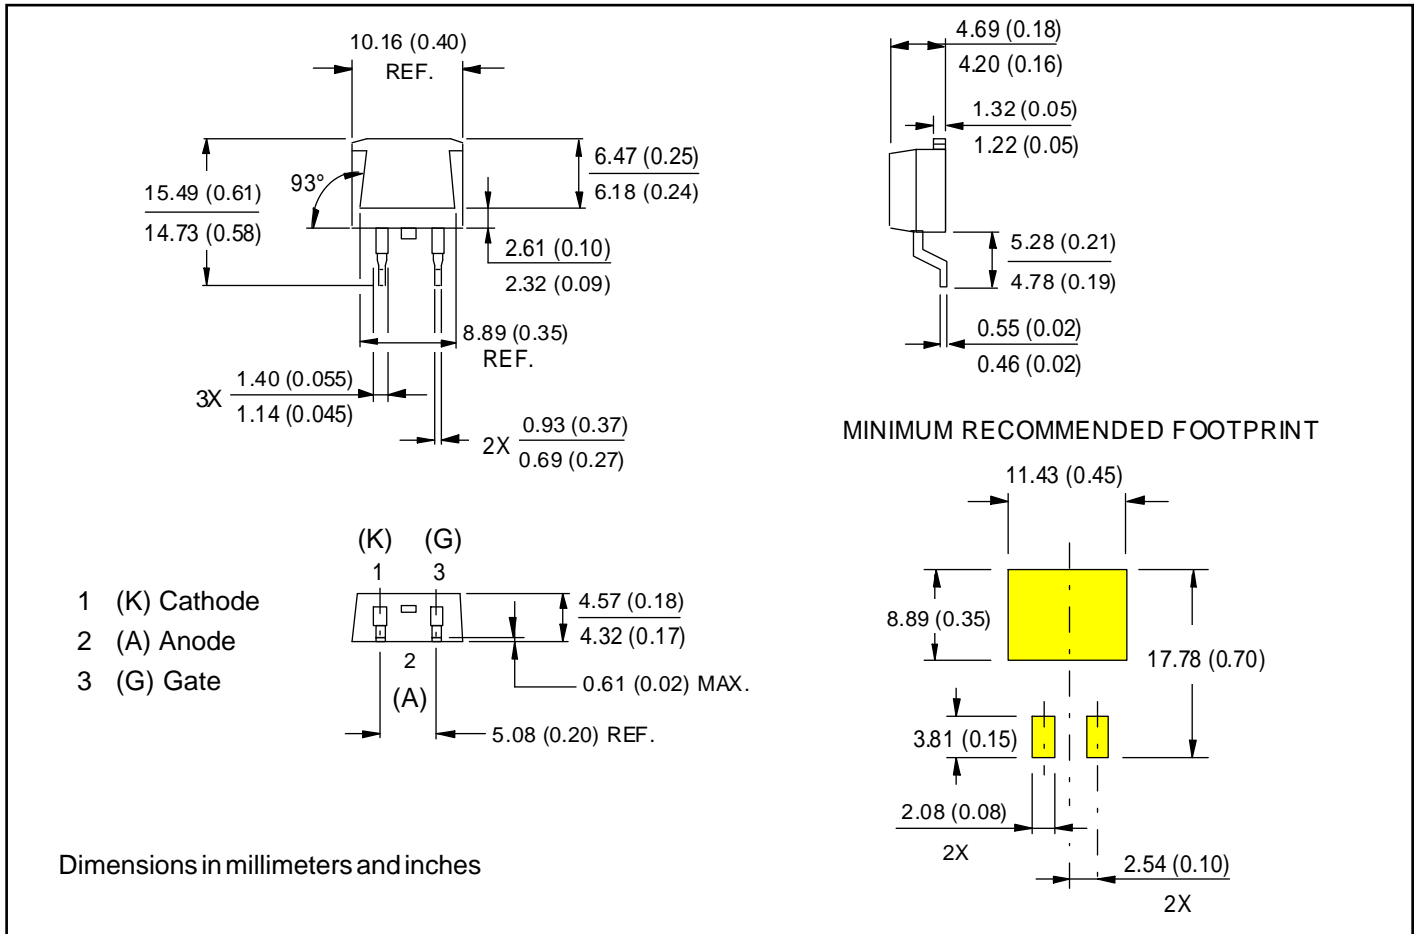 10.16 (0.40)
REF.
15.49 (0.61)
14.73 (0.58)
93°
6.47 (0.25)
6.18 (0.24)
2.61 (0.10)
2.32 (0.09)
8.89 (0.35)
REF.
3X
1.40 (0.055)
1.14 (0.045)
2X
0.93 (0.37)
0.69 (0.27)
4.69 (0.18)
4.20 (0.16)
1.32 (0.05)
1.22 (0.05)
5.28 (0.21)
4.78 (0.19)
0.55 (0.02)
0.46 (0.02)
(K) (G)
1 3
2
(A)
1 (K) Cathode
2 (A) Anode
3 (G) Gate
4.57 (0.18)
4.32 (0.17)
0.61 (0.02) MAX.
5.08 (0.20) REF.
MINIMUM RECOMMENDED FOOTPRINT
11.43 (0.45)
8.89 (0.35)
17.78 (0.70)
3.81 (0.15)
2.08 (0.08)
2X
2.54 (0.10)
2X
Dimensions in millimeters and inches